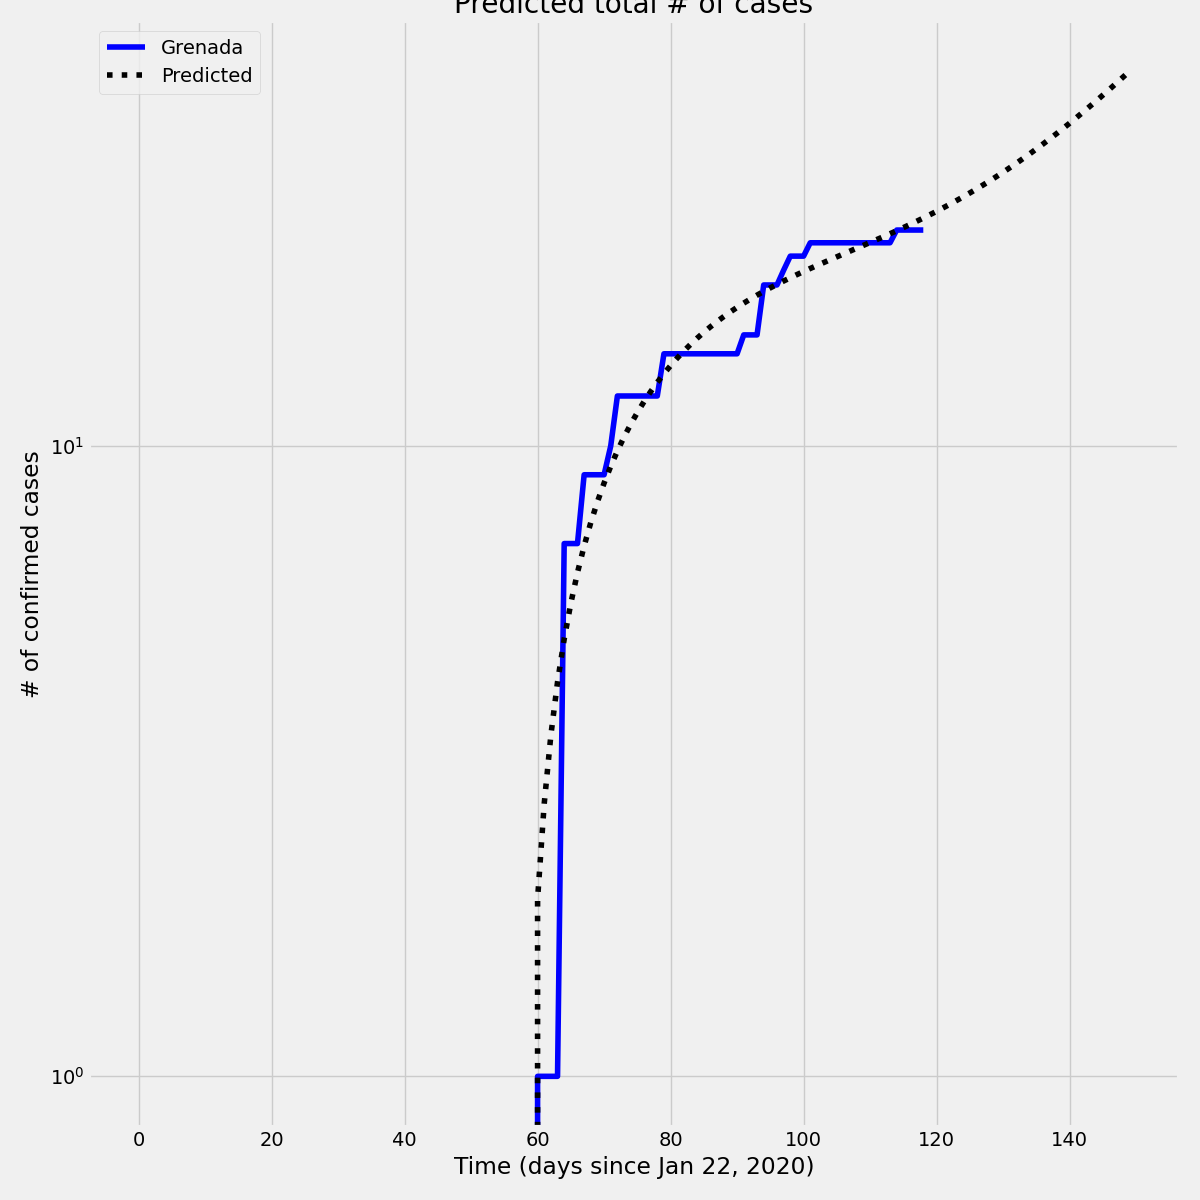 Predicted total # of cases
Grenada
Predicted
# of confirmed cases
10¹
10⁰
0 20 40 60 80 100 120 140
Time (days since Jan 22, 2020)